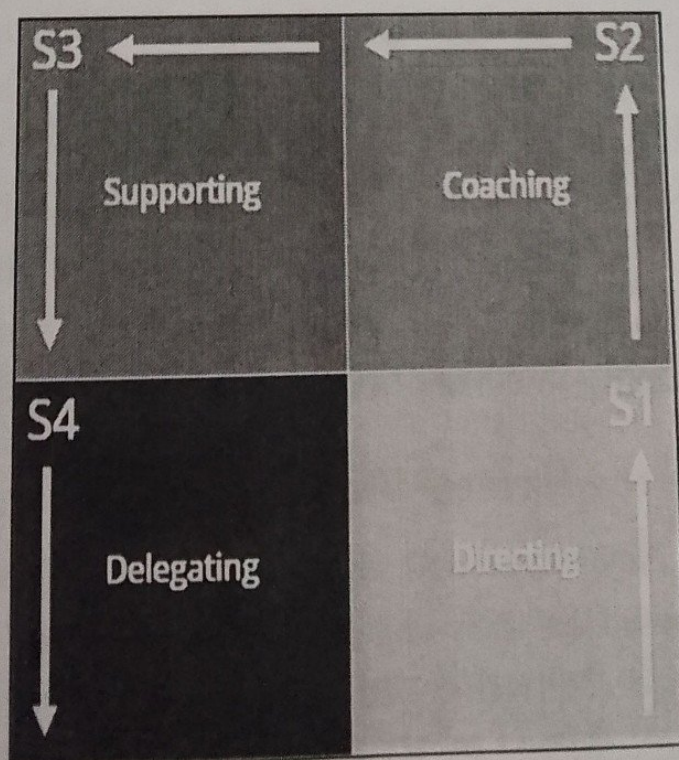 S3
S2
Supporting
Coaching
S4
S1
Delegating
Directing